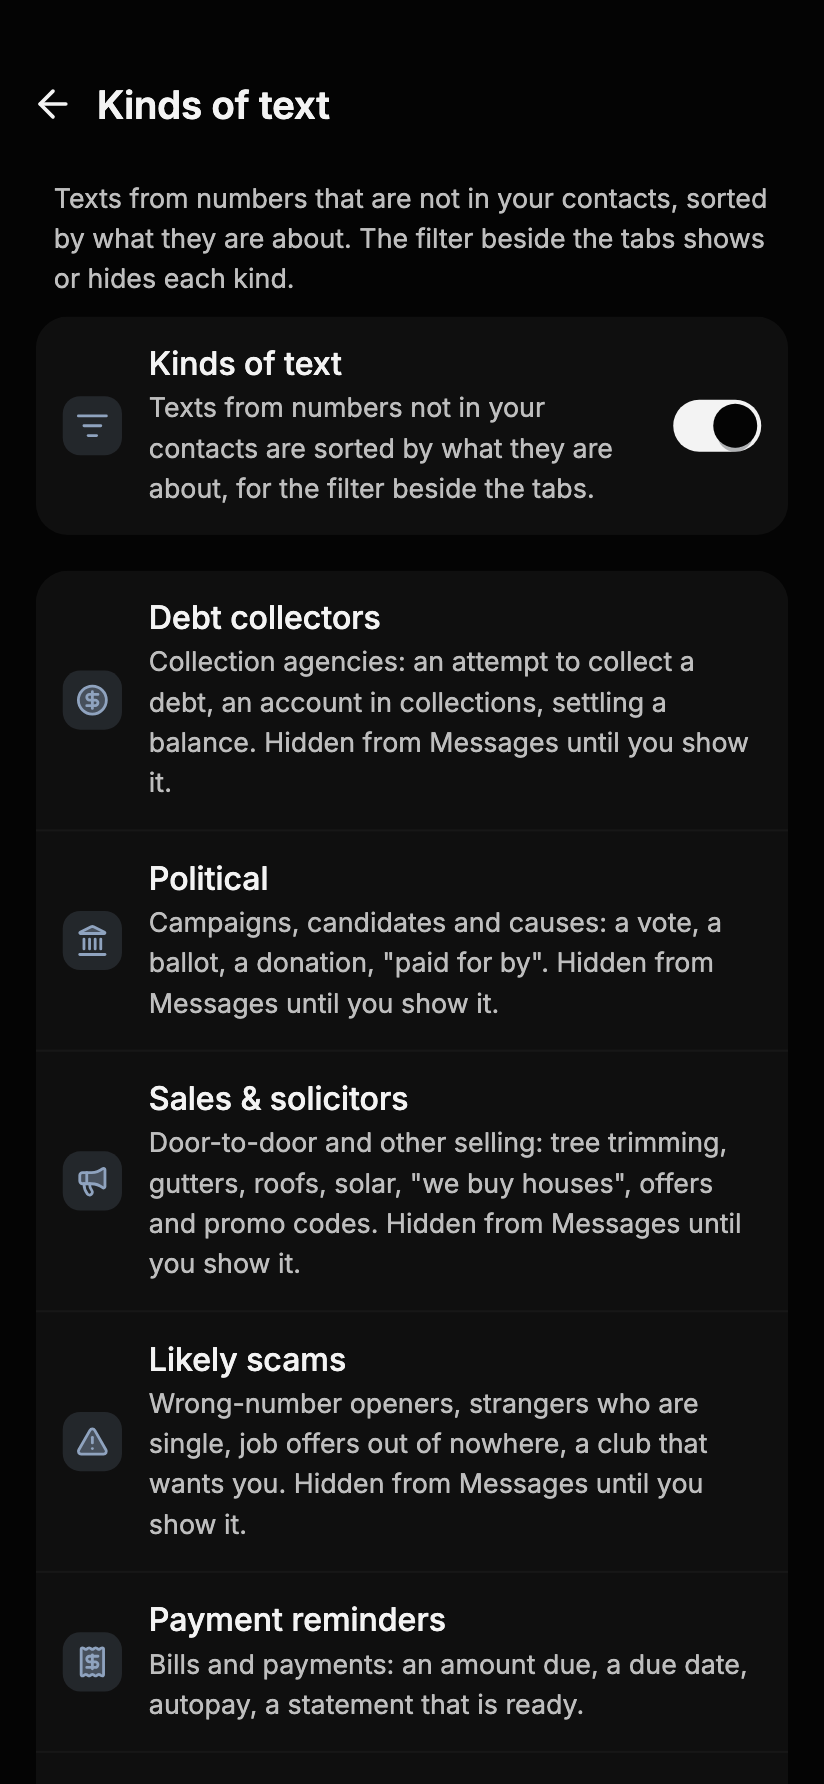 Kinds of text
Texts from numbers that are not in your contacts, sorted
by what they are about. The filter beside the tabs shows
or hides each kind.
Kinds of text
Texts from numbers not in your
contacts are sorted by what they are
about, for the filter beside the tabs.
Debt collectors
Collection agencies: an attempt to collect a
debt, an account in collections, settling a
balance. Hidden from Messages until you show
it.
Political
Campaigns, candidates and causes: a vote, a
ballot, a donation, "paid for by". Hidden from
Messages until you show it.
Sales & solicitors
Door-to-door and other selling: tree trimming,
gutters, roofs, solar, "we buy houses", offers
and promo codes. Hidden from Messages until
you show it.
Likely scams
Wrong-number openers, strangers who are
single, job offers out of nowhere, a club that
wants you. Hidden from Messages until you
show it.
Payment reminders
Bills and payments: an amount due, a due date,
autopay, a statement that is ready.